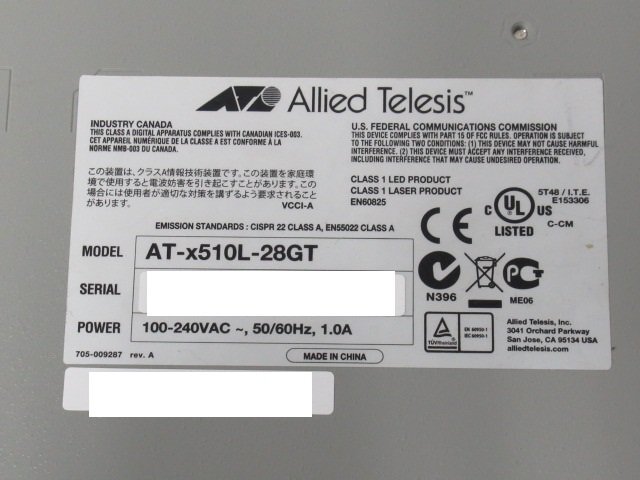 Allied Telesis
INDUSTRY CANADA
THIS CLASS A DIGITAL APPARATUS COMPLIES WITH CANADIAN ICES-003.
CET APPAREIL NUMÉRIQUE DE LA CLASSE A EST CONFORME À LA
NORME NMB-003 DU CANADA.
この装置は、クラスA情報技術装置です。この装置を家庭環
境で使用すると電波妨害を引き起こすことがあります。この
場合には使用者が適切な対策を講ずるよう要求されること
があります。
VCCI-A
U.S. FEDERAL COMMUNICATIONS COMMISSION
THIS DEVICE COMPLIES WITH PART 15 OF FCC RULES. OPERATION IS SUBJECT
TO THE FOLLOWING TWO CONDITIONS: (1) THIS DEVICE MAY NOT CAUSE HARMFUL
INTERFERENCE. (2) THIS DEVICE MUST ACCEPT ANY INTERFERENCE RECEIVED,
INCLUDING INTERFERENCE THAT MAY CAUSE UNDESIRED OPERATION.
CLASS 1 LED PRODUCT
CLASS 1 LASER PRODUCT
EN60825
C UL US
LISTED
5T48 / I.T.E.
E153306
C-CM
EMISSION STANDARDS : CISPR 22 CLASS A, EN55022 CLASS A
MODEL AT-x510L-28GT
SERIAL
POWER 100-240VAC ~, 50/60Hz, 1.0A
CE
N396
ME06
TÜVRheinland
EN 60950-1
IEC 60950-1
Allied Telesis, Inc.
3041 Orchard Parkway
San Jose, CA 95134 USA
alliedtelesis.com
705-009287 rev. A
MADE IN CHINA